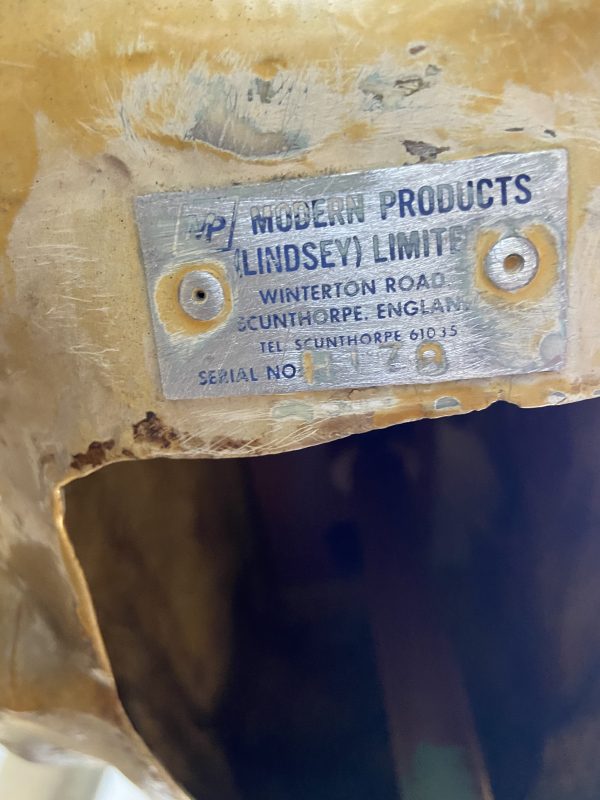 MP MODERN PRODUCTS
(LINDSEY) LIMITE
WINTERTON ROAD.
SCUNTHORPE. ENGLAN
TEL. SCUNTHORPE 61035
SERIAL NO